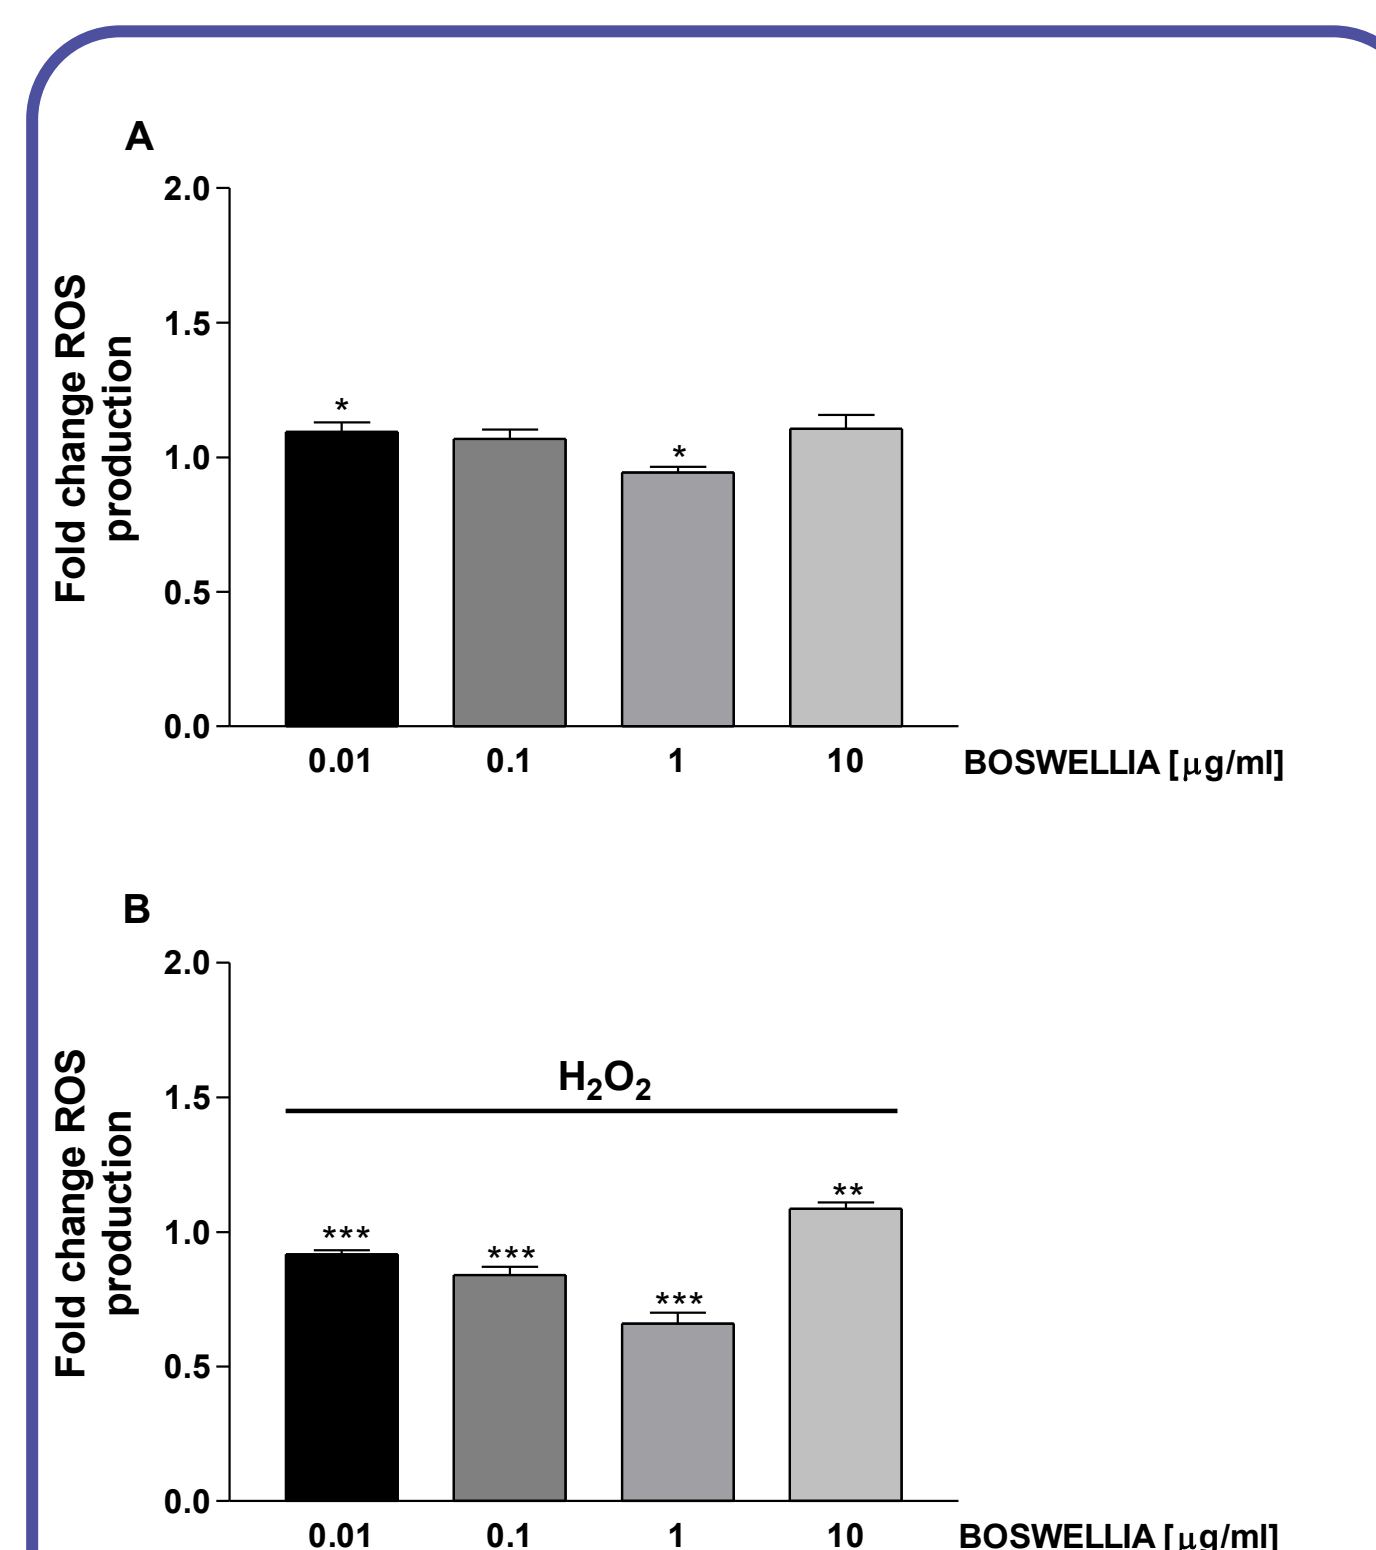 A
2.0
1.5
1.0
0.5
0.0
Fold change ROS
production
*
*
0.01 0.1 1 10 BOSWELLIA [μg/ml]
B
2.0
1.5
1.0
0.5
0.0
Fold change ROS
production
H₂O₂
***
***
***
**
0.01 0.1 1 10 BOSWELLIA [μg/ml]